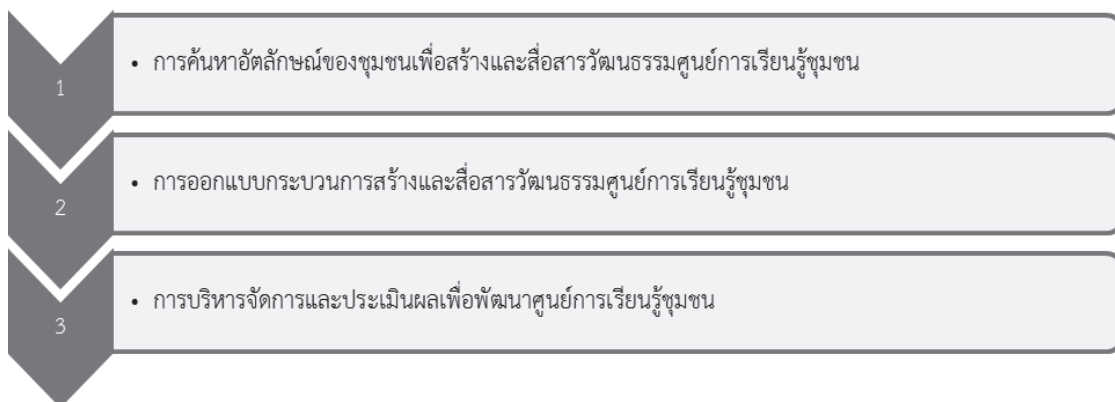 1
• การค้นหาอัตลักษณ์ของชุมชนเพื่อสร้างและสื่อสารวัฒนธรรมศูนย์การเรียนรู้ชุมชน
2
• การออกแบบกระบวนการสร้างและสื่อสารวัฒนธรรมศูนย์การเรียนรู้ชุมชน
3
• การบริหารจัดการและประเมินผลเพื่อพัฒนาศูนย์การเรียนรู้ชุมชน